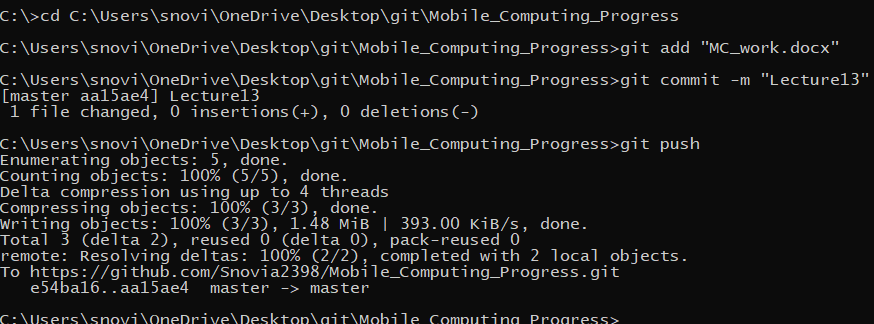 C:\>cd C:\Users\snovi\OneDrive\Desktop\git\Mobile_Computing_Progress
C:\Users\snovi\OneDrive\Desktop\git\Mobile_Computing_Progress>git add "MC_work.docx"
C:\Users\snovi\OneDrive\Desktop\git\Mobile_Computing_Progress>git commit -m "Lecture13"
[master aa15ae4] Lecture13
 1 file changed, 0 insertions(+), 0 deletions(-)
C:\Users\snovi\OneDrive\Desktop\git\Mobile_Computing_Progress>git push
Enumerating objects: 5, done.
Counting objects: 100% (5/5), done.
Delta compression using up to 4 threads
Compressing objects: 100% (3/3), done.
Writing objects: 100% (3/3), 1.48 MiB | 393.00 KiB/s, done.
Total 3 (delta 2), reused 0 (delta 0), pack-reused 0
remote: Resolving deltas: 100% (2/2), completed with 2 local objects.
To https://github.com/Snovia2398/Mobile_Computing_Progress.git
   e54ba16..aa15ae4  master -> master
C:\Users\snovi\OneDrive\Desktop\git\Mobile_Computing_Progress>